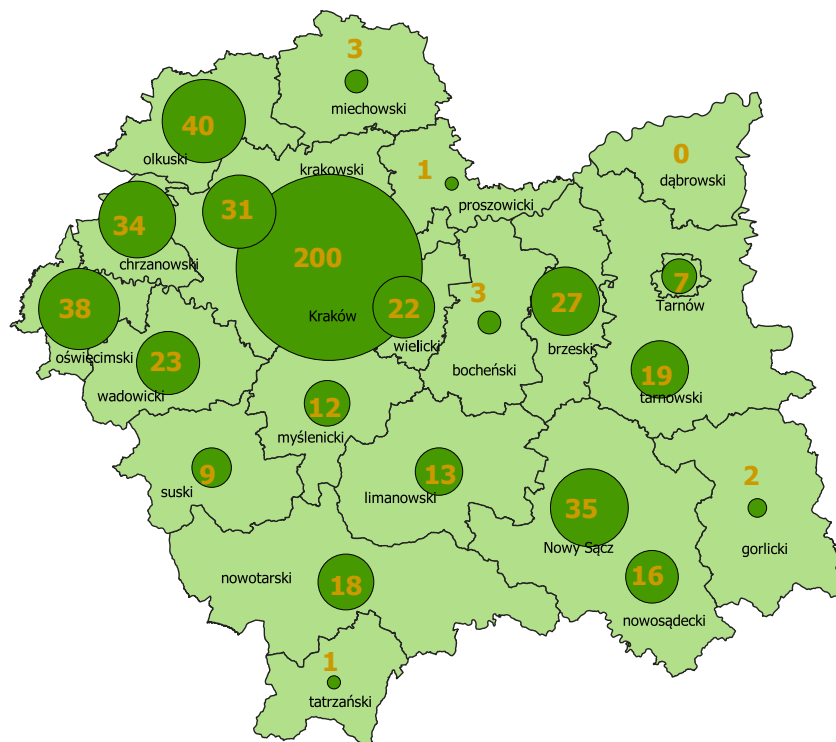 3
miechowski
40
olkuski
0
dąbrowski
krakowski
1
proszowicki
31
34
chrzanowski
200
Kraków
7
Tarnów
38
oświęcimski
22
wielicki
3
bocheński
27
brzeski
23
wadowicki
19
tarnowski
12
myślenicki
9
suski
13
limanowski
2
gorlicki
35
Nowy Sącz
nowotarski
18
16
nowosądecki
1
tatrzański